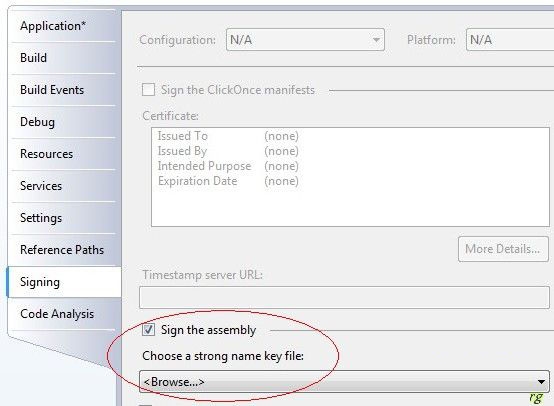 Application*
Build
Build Events
Debug
Resources
Services
Settings
Reference Paths
Signing
Code Analysis
Configuration: N/A Platform: N/A
Sign the ClickOnce manifests
Certificate:
Issued To (none)
Issued By (none)
Intended Purpose (none)
Expiration Date (none)
More Details...
Timestamp server URL:
Sign the assembly
Choose a strong name key file:
<Browse...>
rg